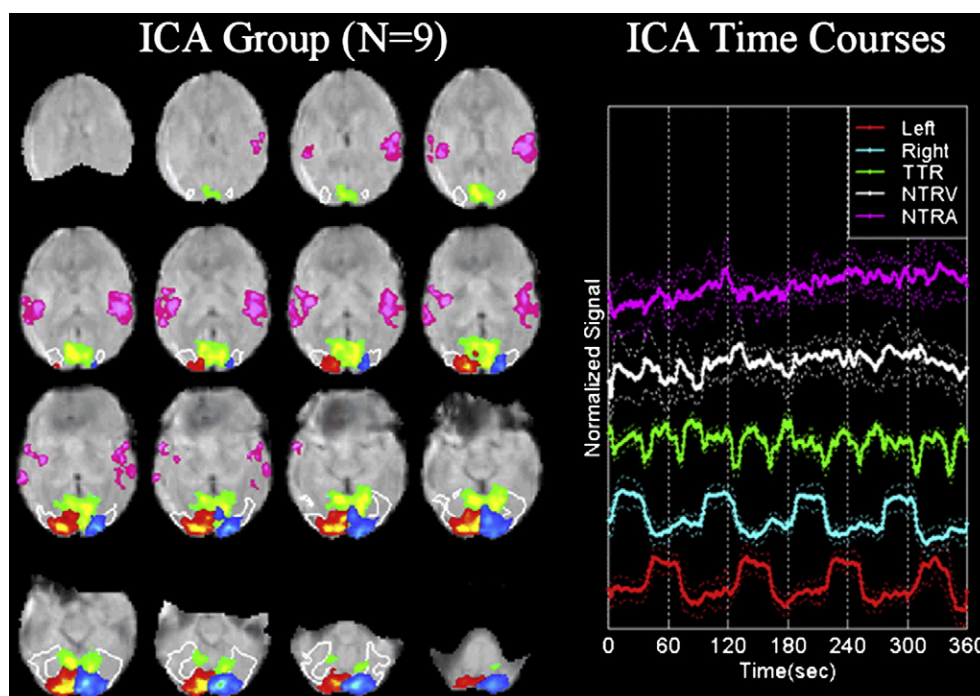 ICA Group (N=9)
ICA Time Courses
Left
Right
TTR
NTRV
NTRA
Normalized Signal
0 60 120 180 240 300 360
Time(sec)